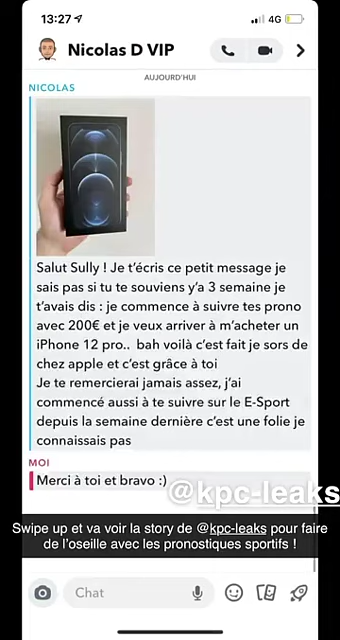 13:27
4G
Nicolas D VIP
AUJOURD'HUI
NICOLAS
Salut Sully ! Je t'écris ce petit message je
sais pas si tu te souviens y'a 3 semaine je
t'avais dis : je commence à suivre tes prono
avec 200€ et je veux arriver à m'acheter un
iPhone 12 pro.. bah voilà c'est fait je sors de
chez apple et c'est grâce à toi
Je te remercierai jamais assez, j'ai
commencé aussi à te suivre sur le E-Sport
depuis la semaine dernière c'est une folie je
connaissais pas
MOI
Merci à toi et bravo :)
@kpc-leaks
Swipe up et va voir la story de @kpc-leaks pour faire
de l'oseille avec les pronostiques sportifs !
Chat